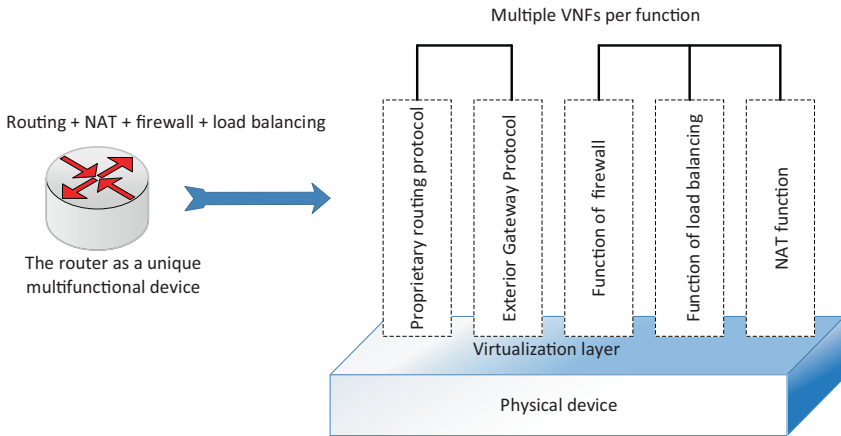 Multiple VNFs per function
Routing + NAT + firewall + load balancing
The router as a unique
multifunctional device
Proprietary routing protocol
Exterior Gateway Protocol
Function of firewall
Function of load balancing
NAT function
Virtualization layer
Physical device